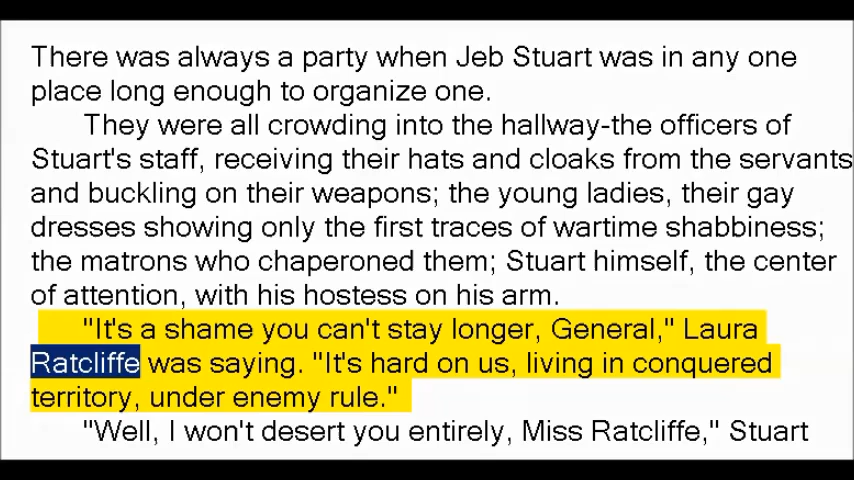 There was always a party when Jeb Stuart was in any one
place long enough to organize one.
They were all crowding into the hallway-the officers of
Stuart's staff, receiving their hats and cloaks from the servants
and buckling on their weapons; the young ladies, their gay
dresses showing only the first traces of wartime shabbiness;
the matrons who chaperoned them; Stuart himself, the center
of attention, with his hostess on his arm.
"It's a shame you can't stay longer, General," Laura
Ratcliffe was saying. "It's hard on us, living in conquered
territory, under enemy rule."
"Well, I won't desert you entirely, Miss Ratcliffe," Stuart